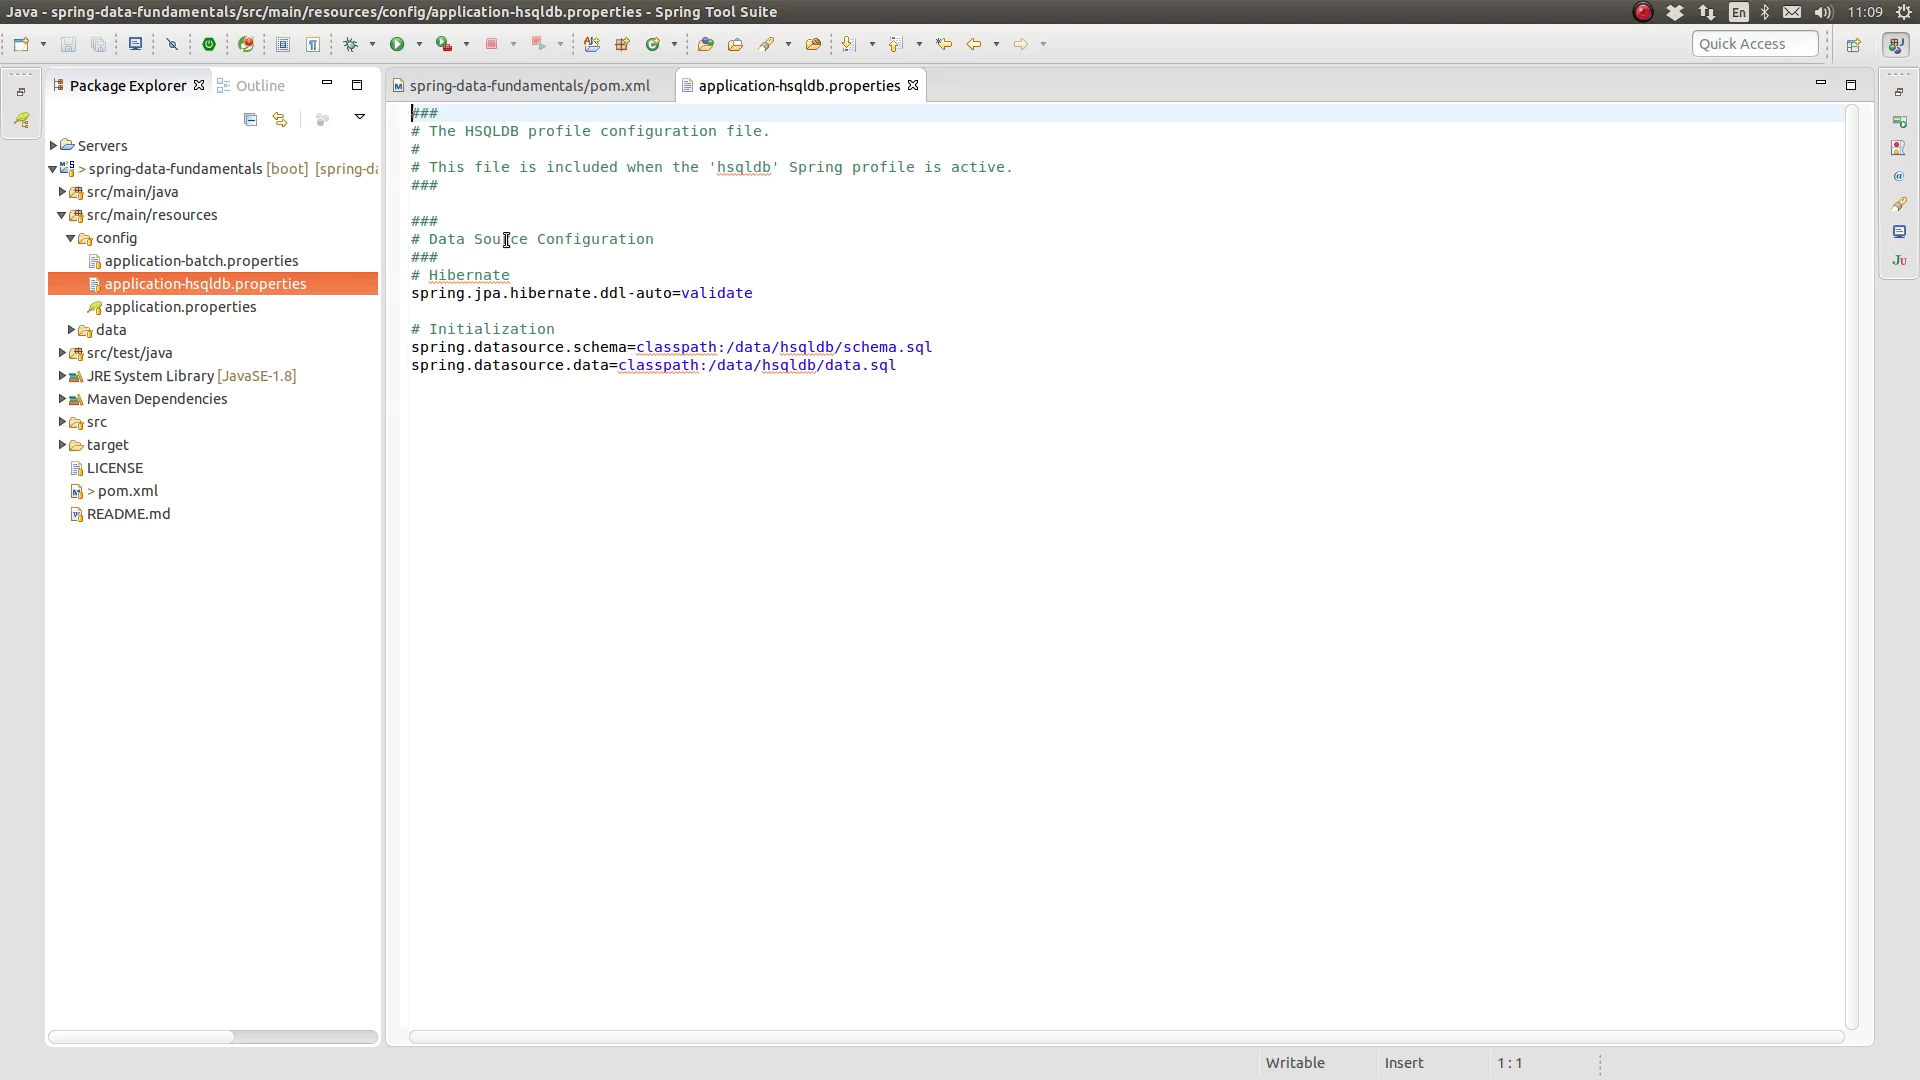 Java - spring-data-fundamentals/src/main/resources/config/application-hsqldb.properties - Spring Tool Suite
En
11:09
Quick Access
Package Explorer
Outline
spring-data-fundamentals/pom.xml
application-hsqldb.properties
Servers
> spring-data-fundamentals [boot] [spring-da
src/main/java
src/main/resources
config
application-batch.properties
application-hsqldb.properties
application.properties
data
src/test/java
JRE System Library [JavaSE-1.8]
Maven Dependencies
src
target
LICENSE
> pom.xml
README.md
###
# The HSQLDB profile configuration file.
#
# This file is included when the 'hsqldb' Spring profile is active.
###
###
# Data Source Configuration
###
# Hibernate
spring.jpa.hibernate.ddl-auto=validate
# Initialization
spring.datasource.schema=classpath:/data/hsqldb/schema.sql
spring.datasource.data=classpath:/data/hsqldb/data.sql
Writable
Insert
1 : 1